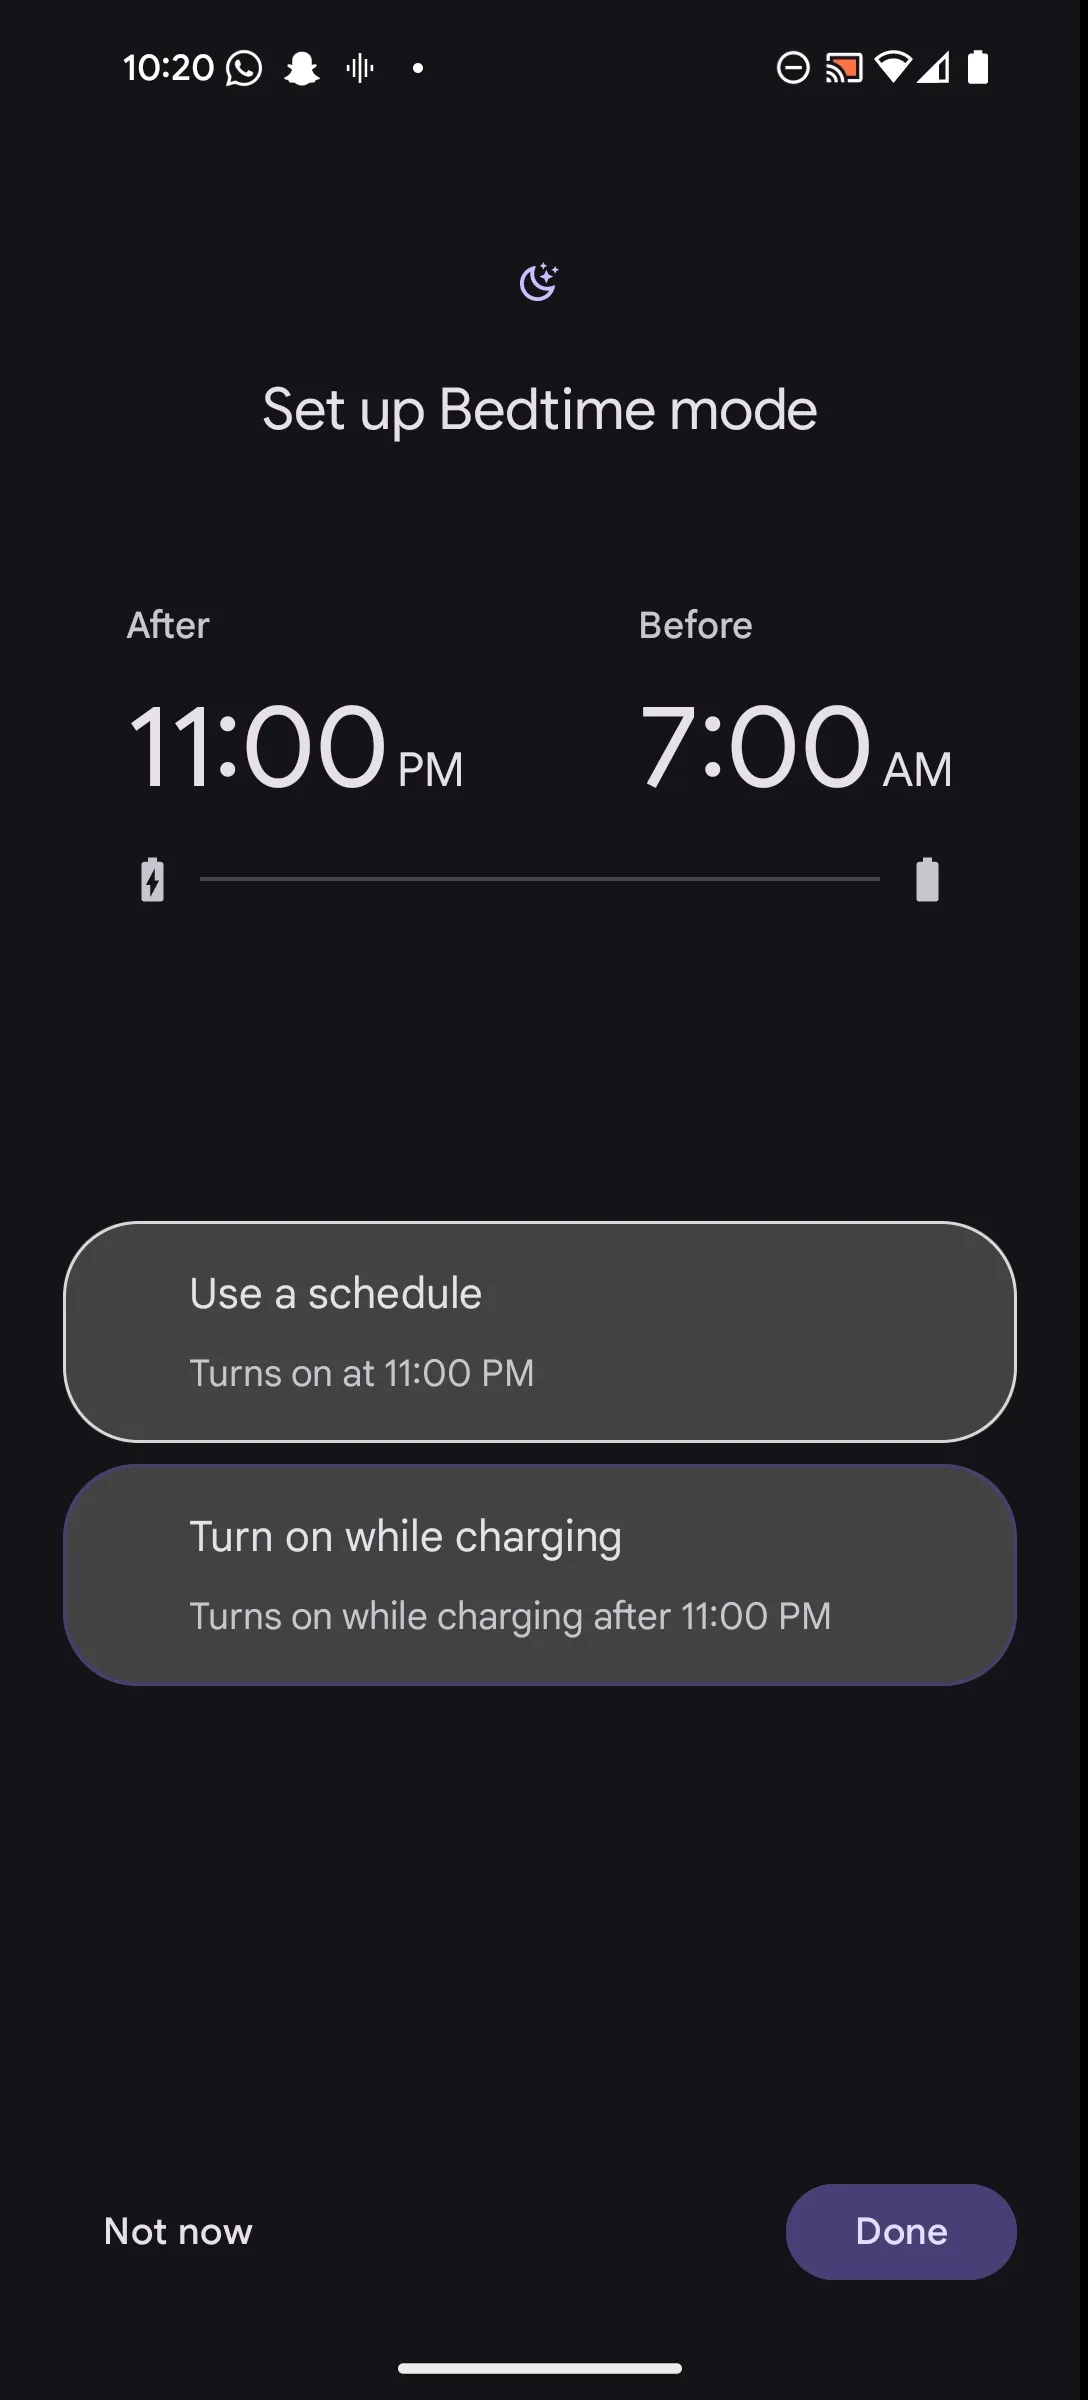 10:20
Set up Bedtime mode
After
Before
11:00 PM
7:00 AM
Use a schedule
Turns on at 11:00 PM
Turn on while charging
Turns on while charging after 11:00 PM
Not now
Done